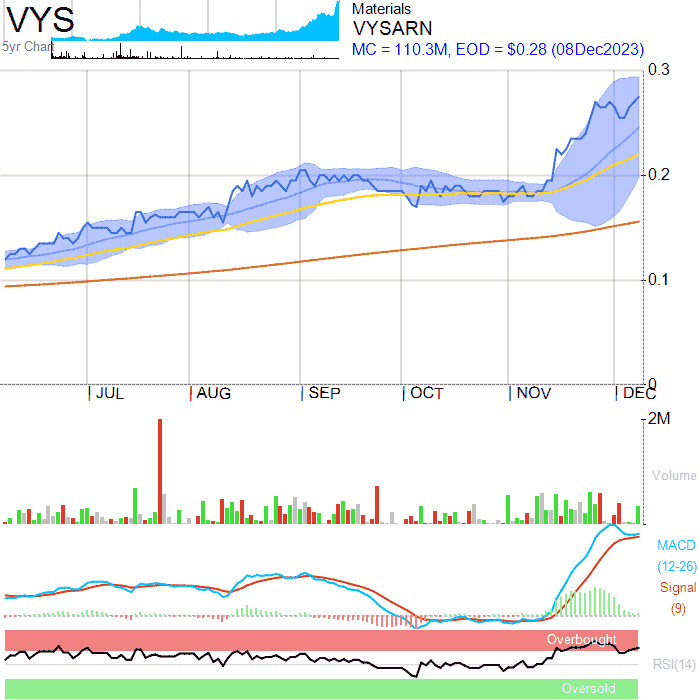 VYS
5yr Chart
Materials
VYSARN
MC = 110.3M, EOD = $0.28 (08Dec2023)
0.3
0.2
0.1
0
JUL AUG SEP OCT NOV DEC
2M
Volume
MACD
(12-26)
Signal
(9)
Overbought
RSI(14)
Oversold